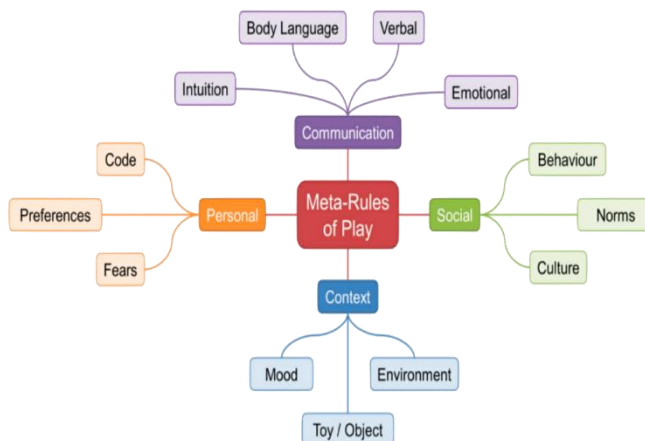 Body Language
Verbal
Intuition
Emotional
Communication
Code
Behaviour
Preferences
Personal
Meta-Rules
of Play
Social
Norms
Fears
Culture
Context
Mood
Environment
Toy / Object